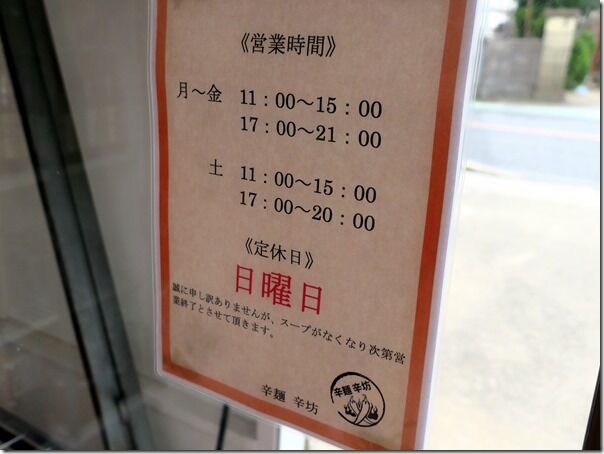 《営業時間》
月～金 11：00～15：00
17：00～21：00
土 11：00～15：00
17：00～20：00
《定休日》
日曜日
誠に申し訳ありませんが、スープがなくなり次第営
業終了とさせて頂きます。
辛麺 辛坊
辛麺 辛坊